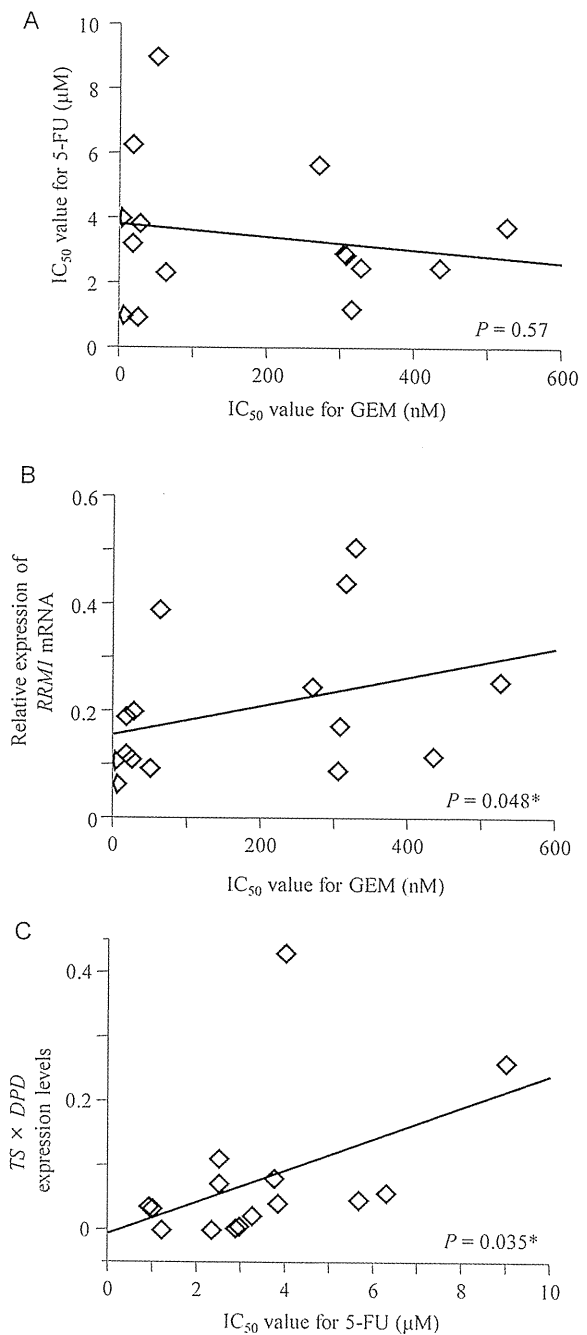 A
10
8
6
4
2
0
IC50 value for 5-FU (μM)
P = 0.57
0 200 400 600
IC50 value for GEM (nM)
B
0.6
0.4
0.2
0
Relative expression of
RRM1 mRNA
P = 0.048*
0 200 400 600
IC50 value for GEM (nM)
C
0.4
0.2
0
TS × DPD
expression levels
P = 0.035*
0 2 4 6 8 10
IC50 value for 5-FU (μM)